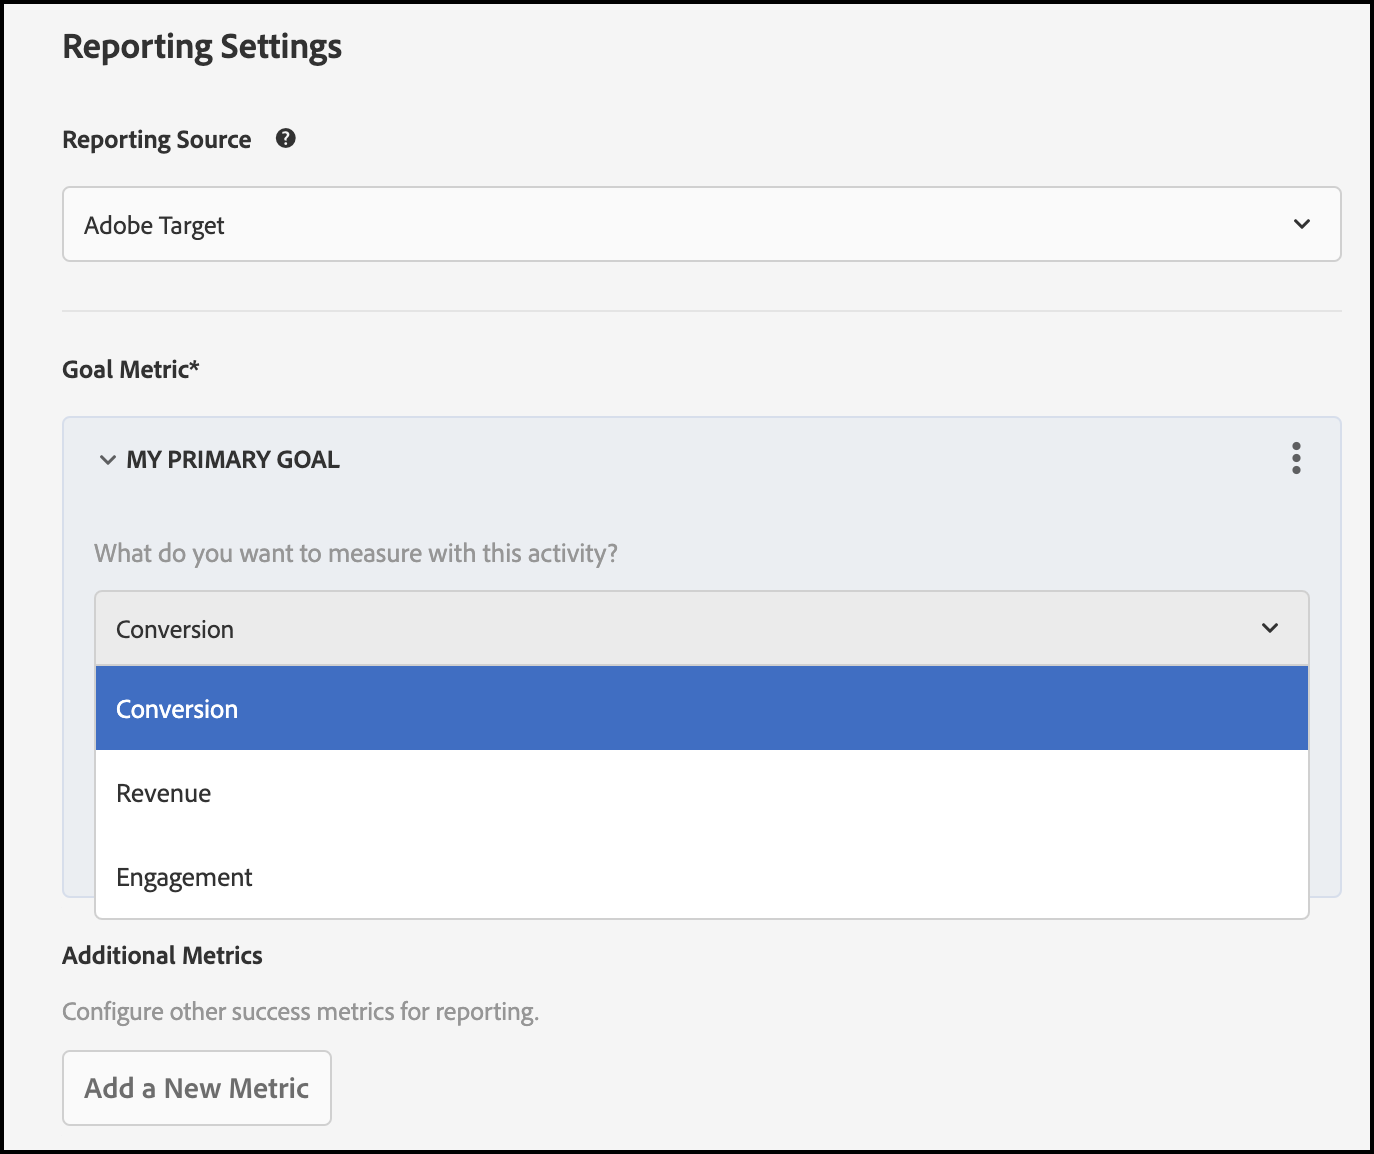 Reporting Settings
Reporting Source
Adobe Target
Goal Metric*
MY PRIMARY GOAL
What do you want to measure with this activity?
Conversion
Conversion
Revenue
Engagement
Additional Metrics
Configure other success metrics for reporting.
Add a New Metric